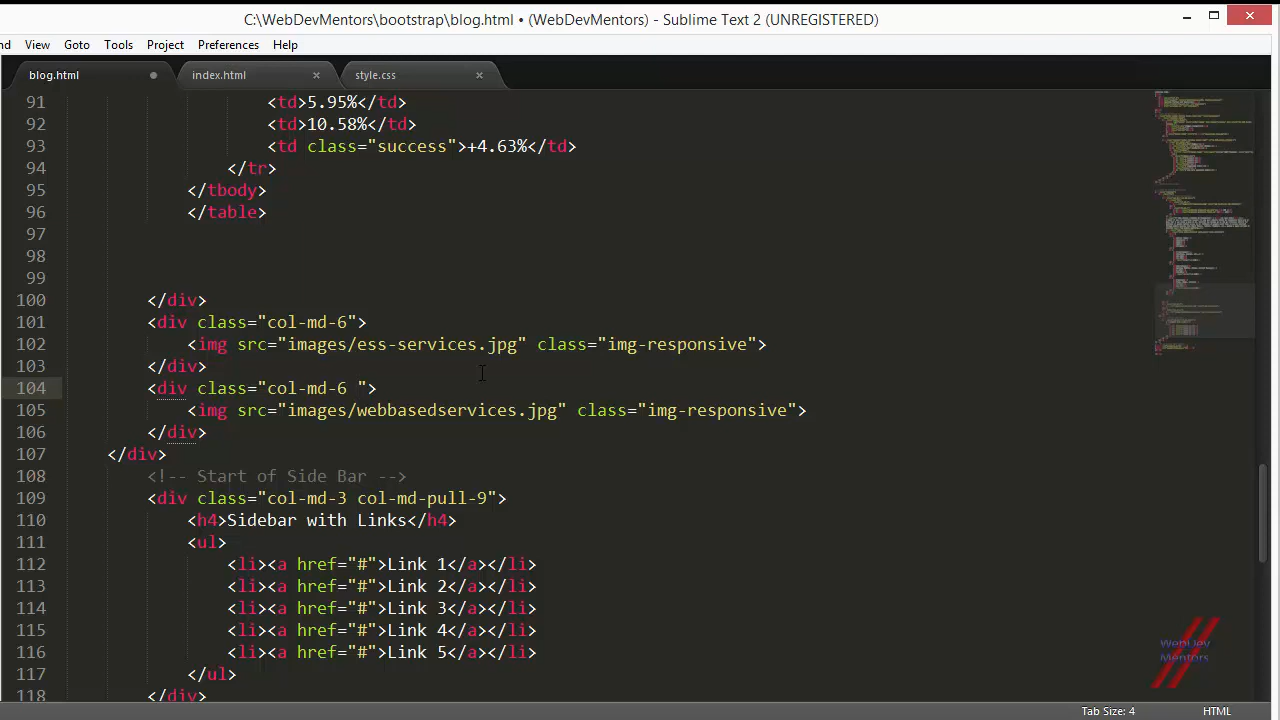 C:\WebDevMentors\bootstrap\blog.html • (WebDevMentors) - Sublime Text 2 (UNREGISTERED)
nd View Goto Tools Project Preferences Help
blog.html index.html style.css
91 <td>5.95%</td>
92 <td>10.58%</td>
93 <td class="success">+4.63%</td>
94 </tr>
95 </tbody>
96 </table>
97
98
99
100 </div>
101 <div class="col-md-6">
102 <img src="images/ess-services.jpg" class="img-responsive">
103 </div>
104 <div class="col-md-6 ">
105 <img src="images/webbasedservices.jpg" class="img-responsive">
106 </div>
107 </div>
108 <!-- Start of Side Bar -->
109 <div class="col-md-3 col-md-pull-9">
110 <h4>Sidebar with Links</h4>
111 <ul>
112 <li><a href="#">Link 1</a></li>
113 <li><a href="#">Link 2</a></li>
114 <li><a href="#">Link 3</a></li>
115 <li><a href="#">Link 4</a></li>
116 <li><a href="#">Link 5</a></li>
117 </ul>
118 </div>
WebDev
Mentors
Tab Size: 4 HTML